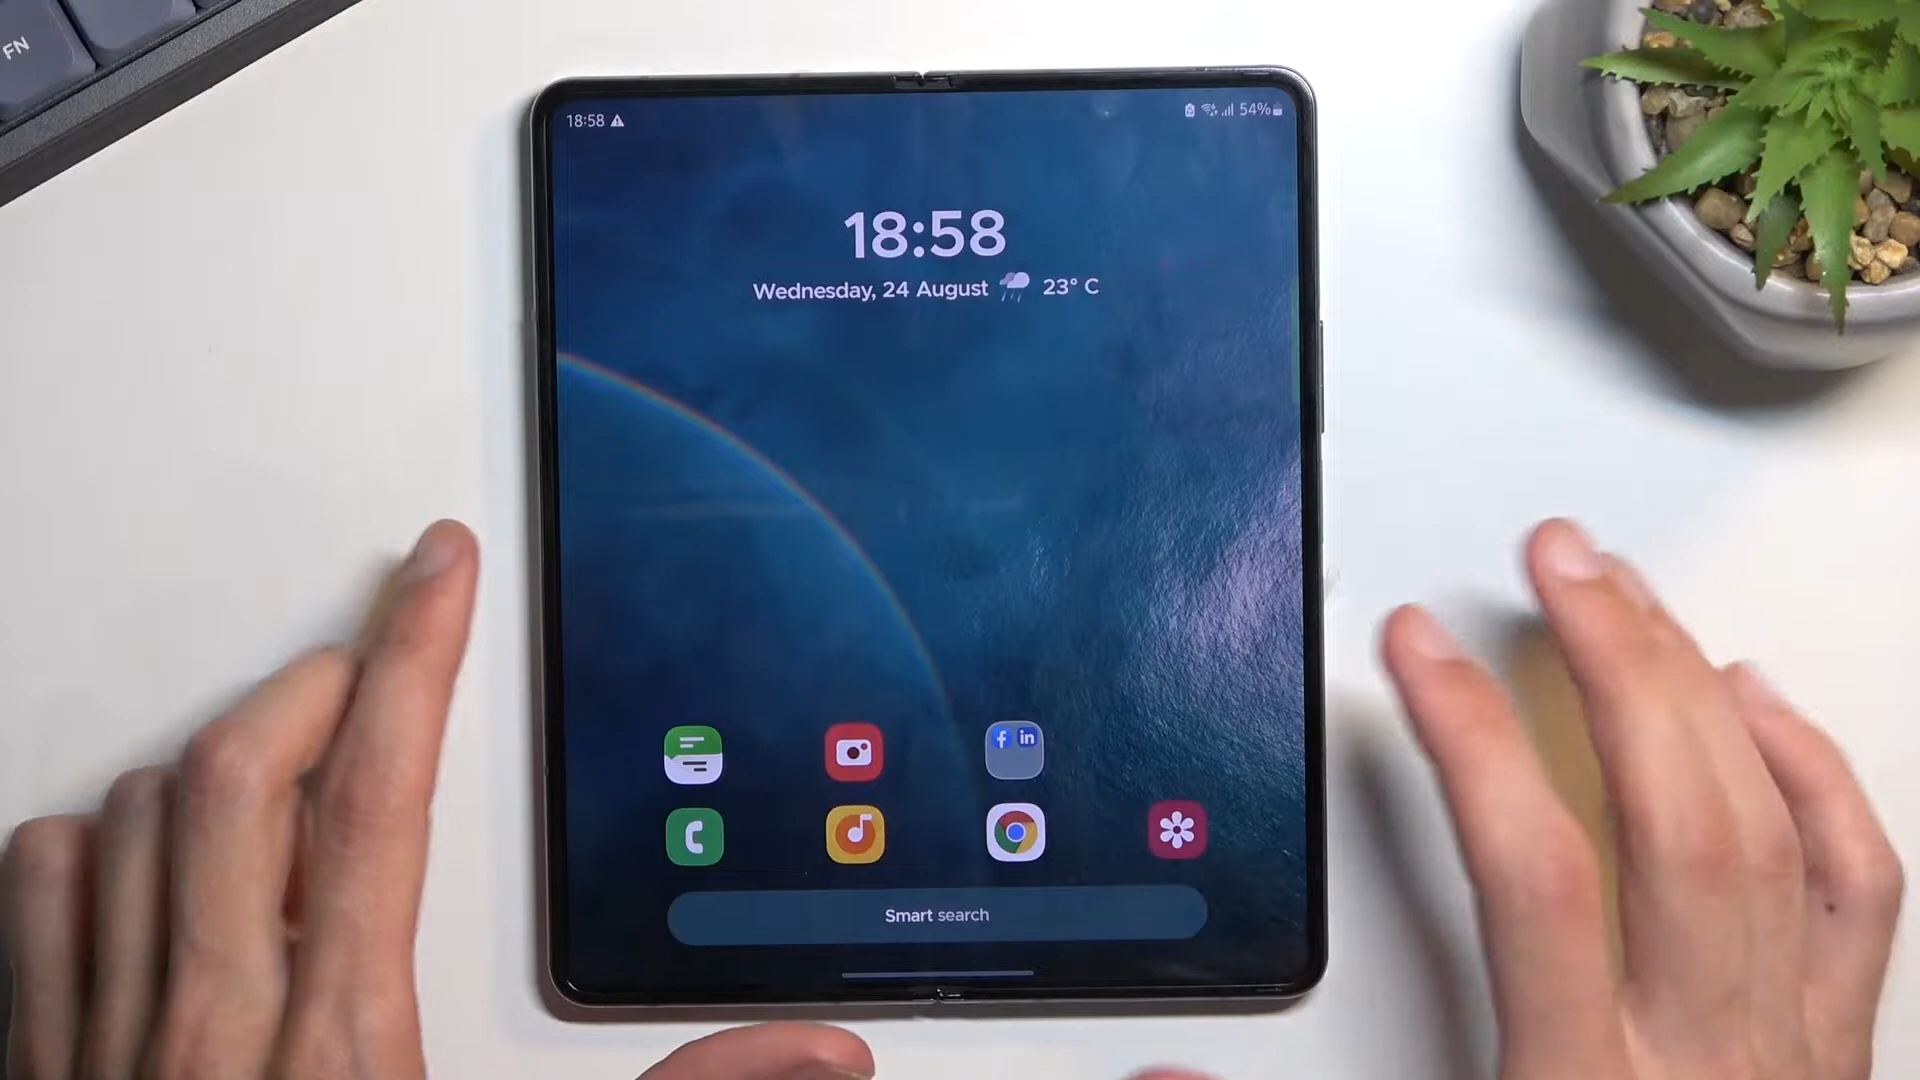 FN
18:58
54%
18:58
Wednesday, 24 August 23° C
f in
Smart search